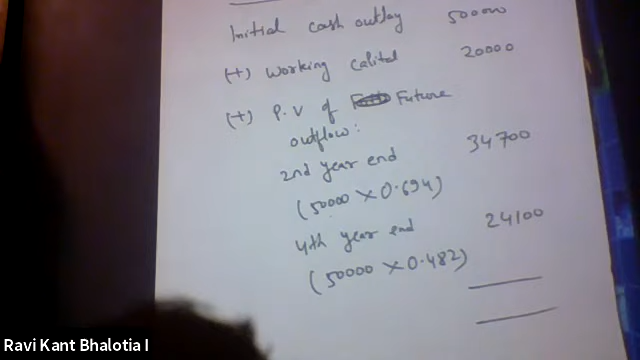 Initial cash outlay 50000
(+) Working Calital 20000
(+) P.V of Future
outflow:
2nd year end 34700
(50000 × 0.694)
4th year end 24100
(50000 × 0.482)
Ravi Kant Bhalotia I